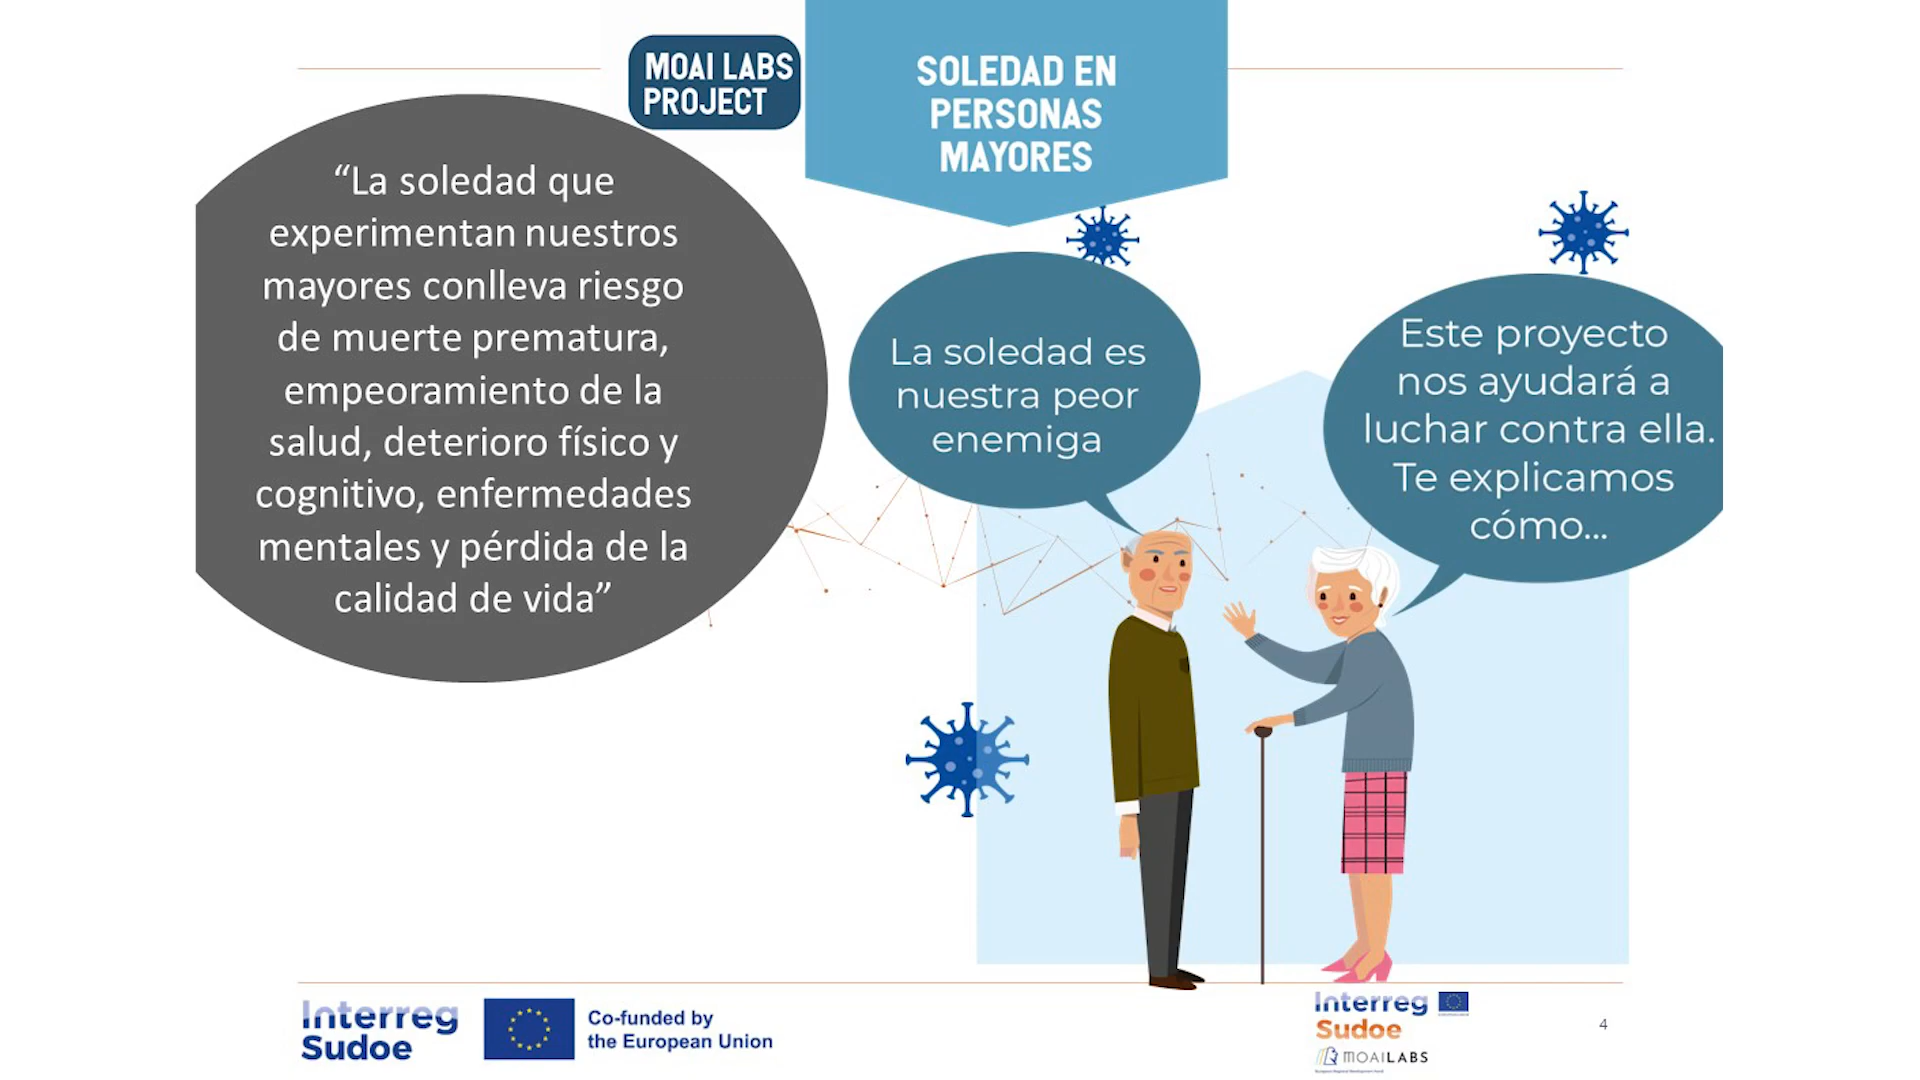 MOAI LABS
PROJECT
SOLEDAD EN
PERSONAS
MAYORES
“La soledad que
experimentan nuestros
mayores conlleva riesgo
de muerte prematura,
empeoramiento de la
salud, deterioro físico y
cognitivo, enfermedades
mentales y pérdida de la
calidad de vida”
La soledad es
nuestra peor
enemiga
Este proyecto
nos ayudará a
luchar contra ella.
Te explicamos
cómo...
Interreg
Sudoe
Co-funded by
the European Union
Interreg
Sudoe
MOAILABS
4